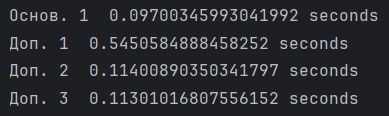 Основ. 1  0.09700345993041992 seconds
Доп. 1  0.5450584888458252 seconds
Доп. 2  0.11400890350341797 seconds
Доп. 3  0.11301016807556152 seconds